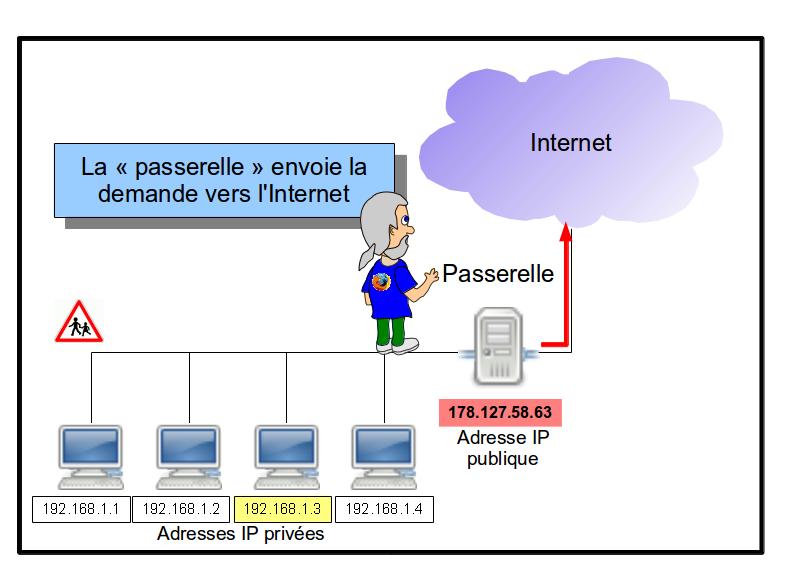 La « passerelle » envoie la
demande vers l'Internet
Internet
Passerelle
178.127.58.63
Adresse IP
publique
192.168.1.1
192.168.1.2
192.168.1.3
192.168.1.4
Adresses IP privées